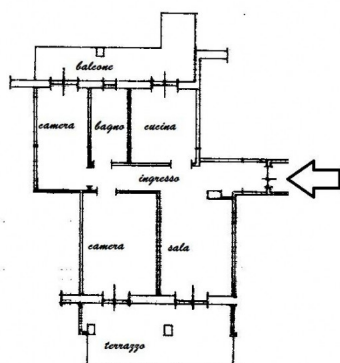 balcone
camera
bagno
cucina
ingresso
camera
sala
terrazzo